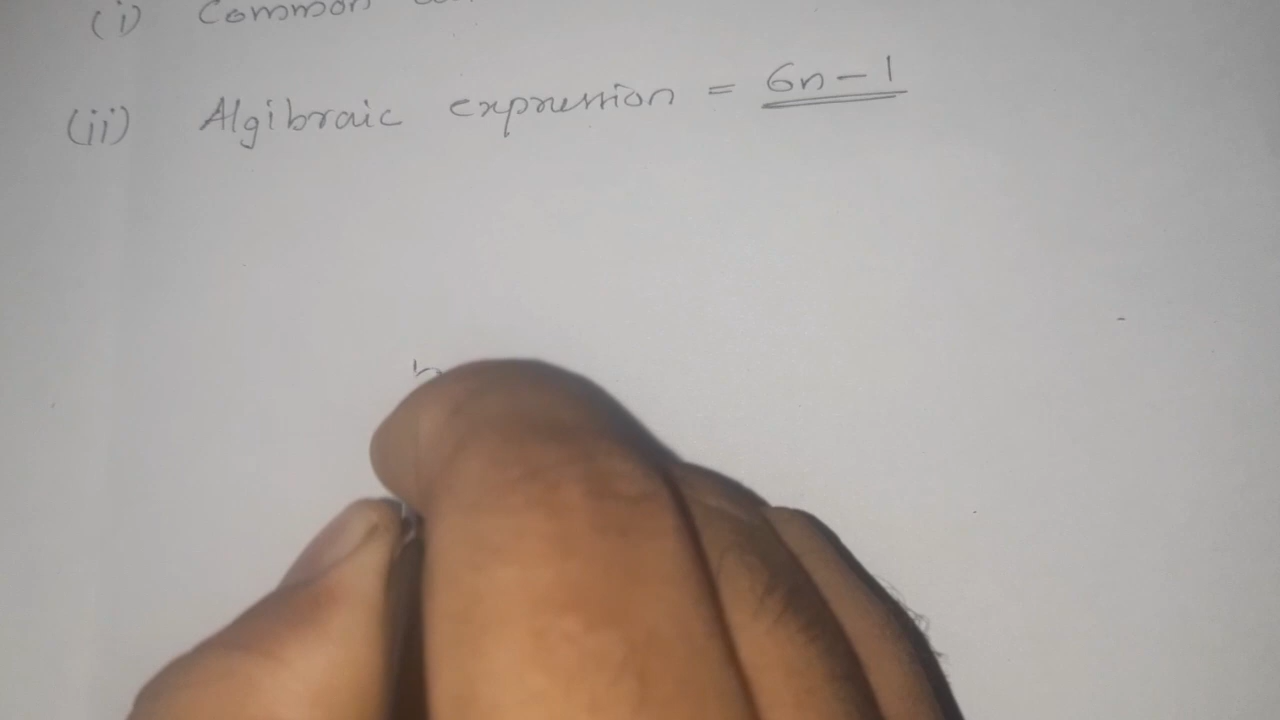 (i) Common
(ii) Algibraic expression = 6n-1